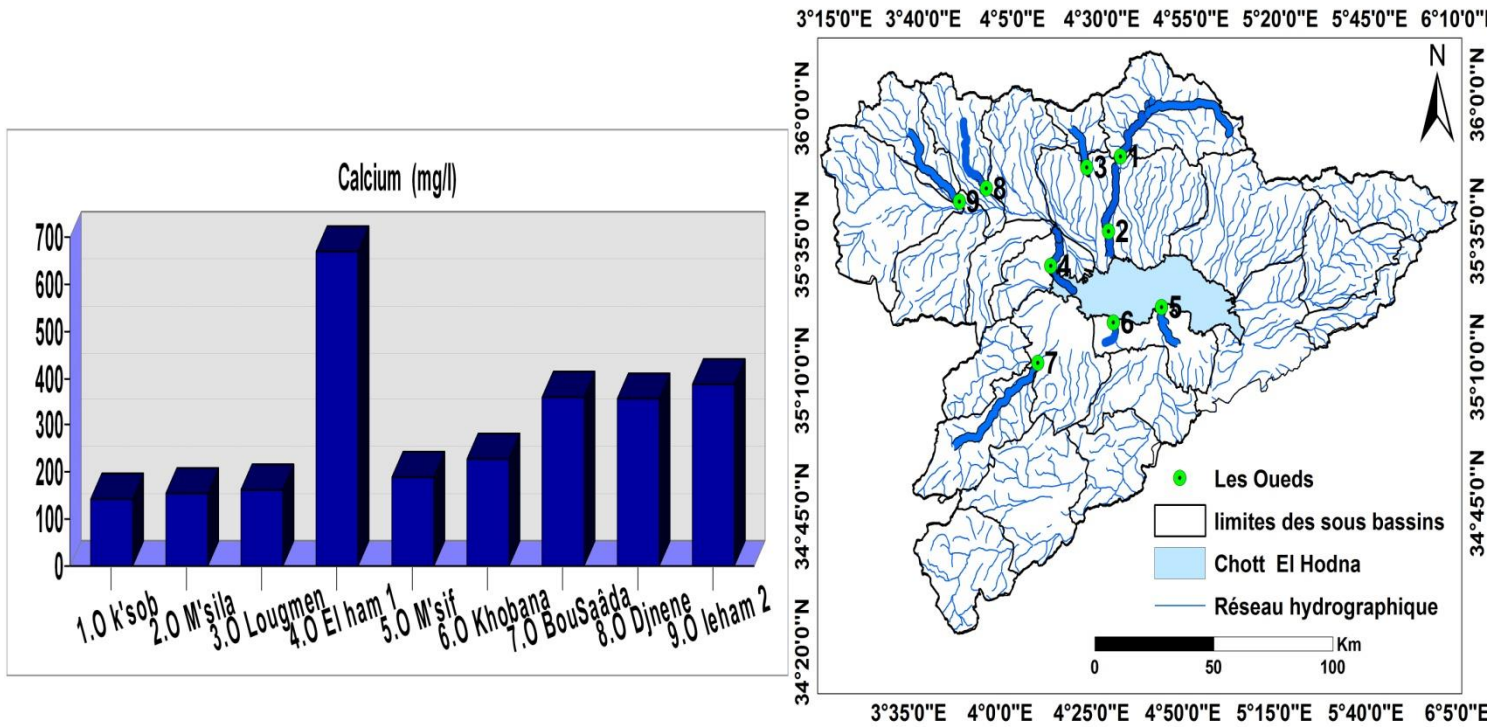 Calcium (mg/l)
700
600
500
400
300
200
100
0
1.O k'sob
2.O M'sila
3.O Lougmen
4.O El ham 1
5.O M'sif
6.O Khobana
7.O BouSaâda
8.O Djnene
9.O leham 2
3°15'0"E 3°40'0"E 4°5'0"E 4°30'0"E 4°55'0"E 5°20'0"E 5°45'0"E 6°10'0"E
36°0'0"N
35°35'0"N
35°10'0"N
34°45'0"N
34°20'0"N
N
1
3
8
9
2
4
5
6
7
Les Oueds
limites des sous bassins
Chott El Hodna
Réseau hydrographique
Km
0 50 100
36°0'0"N
35°35'0"N
35°10'0"N
34°45'0"N
3°35'0"E 4°0'0"E 4°25'0"E 4°50'0"E 5°15'0"E 5°40'0"E 6°5'0"E